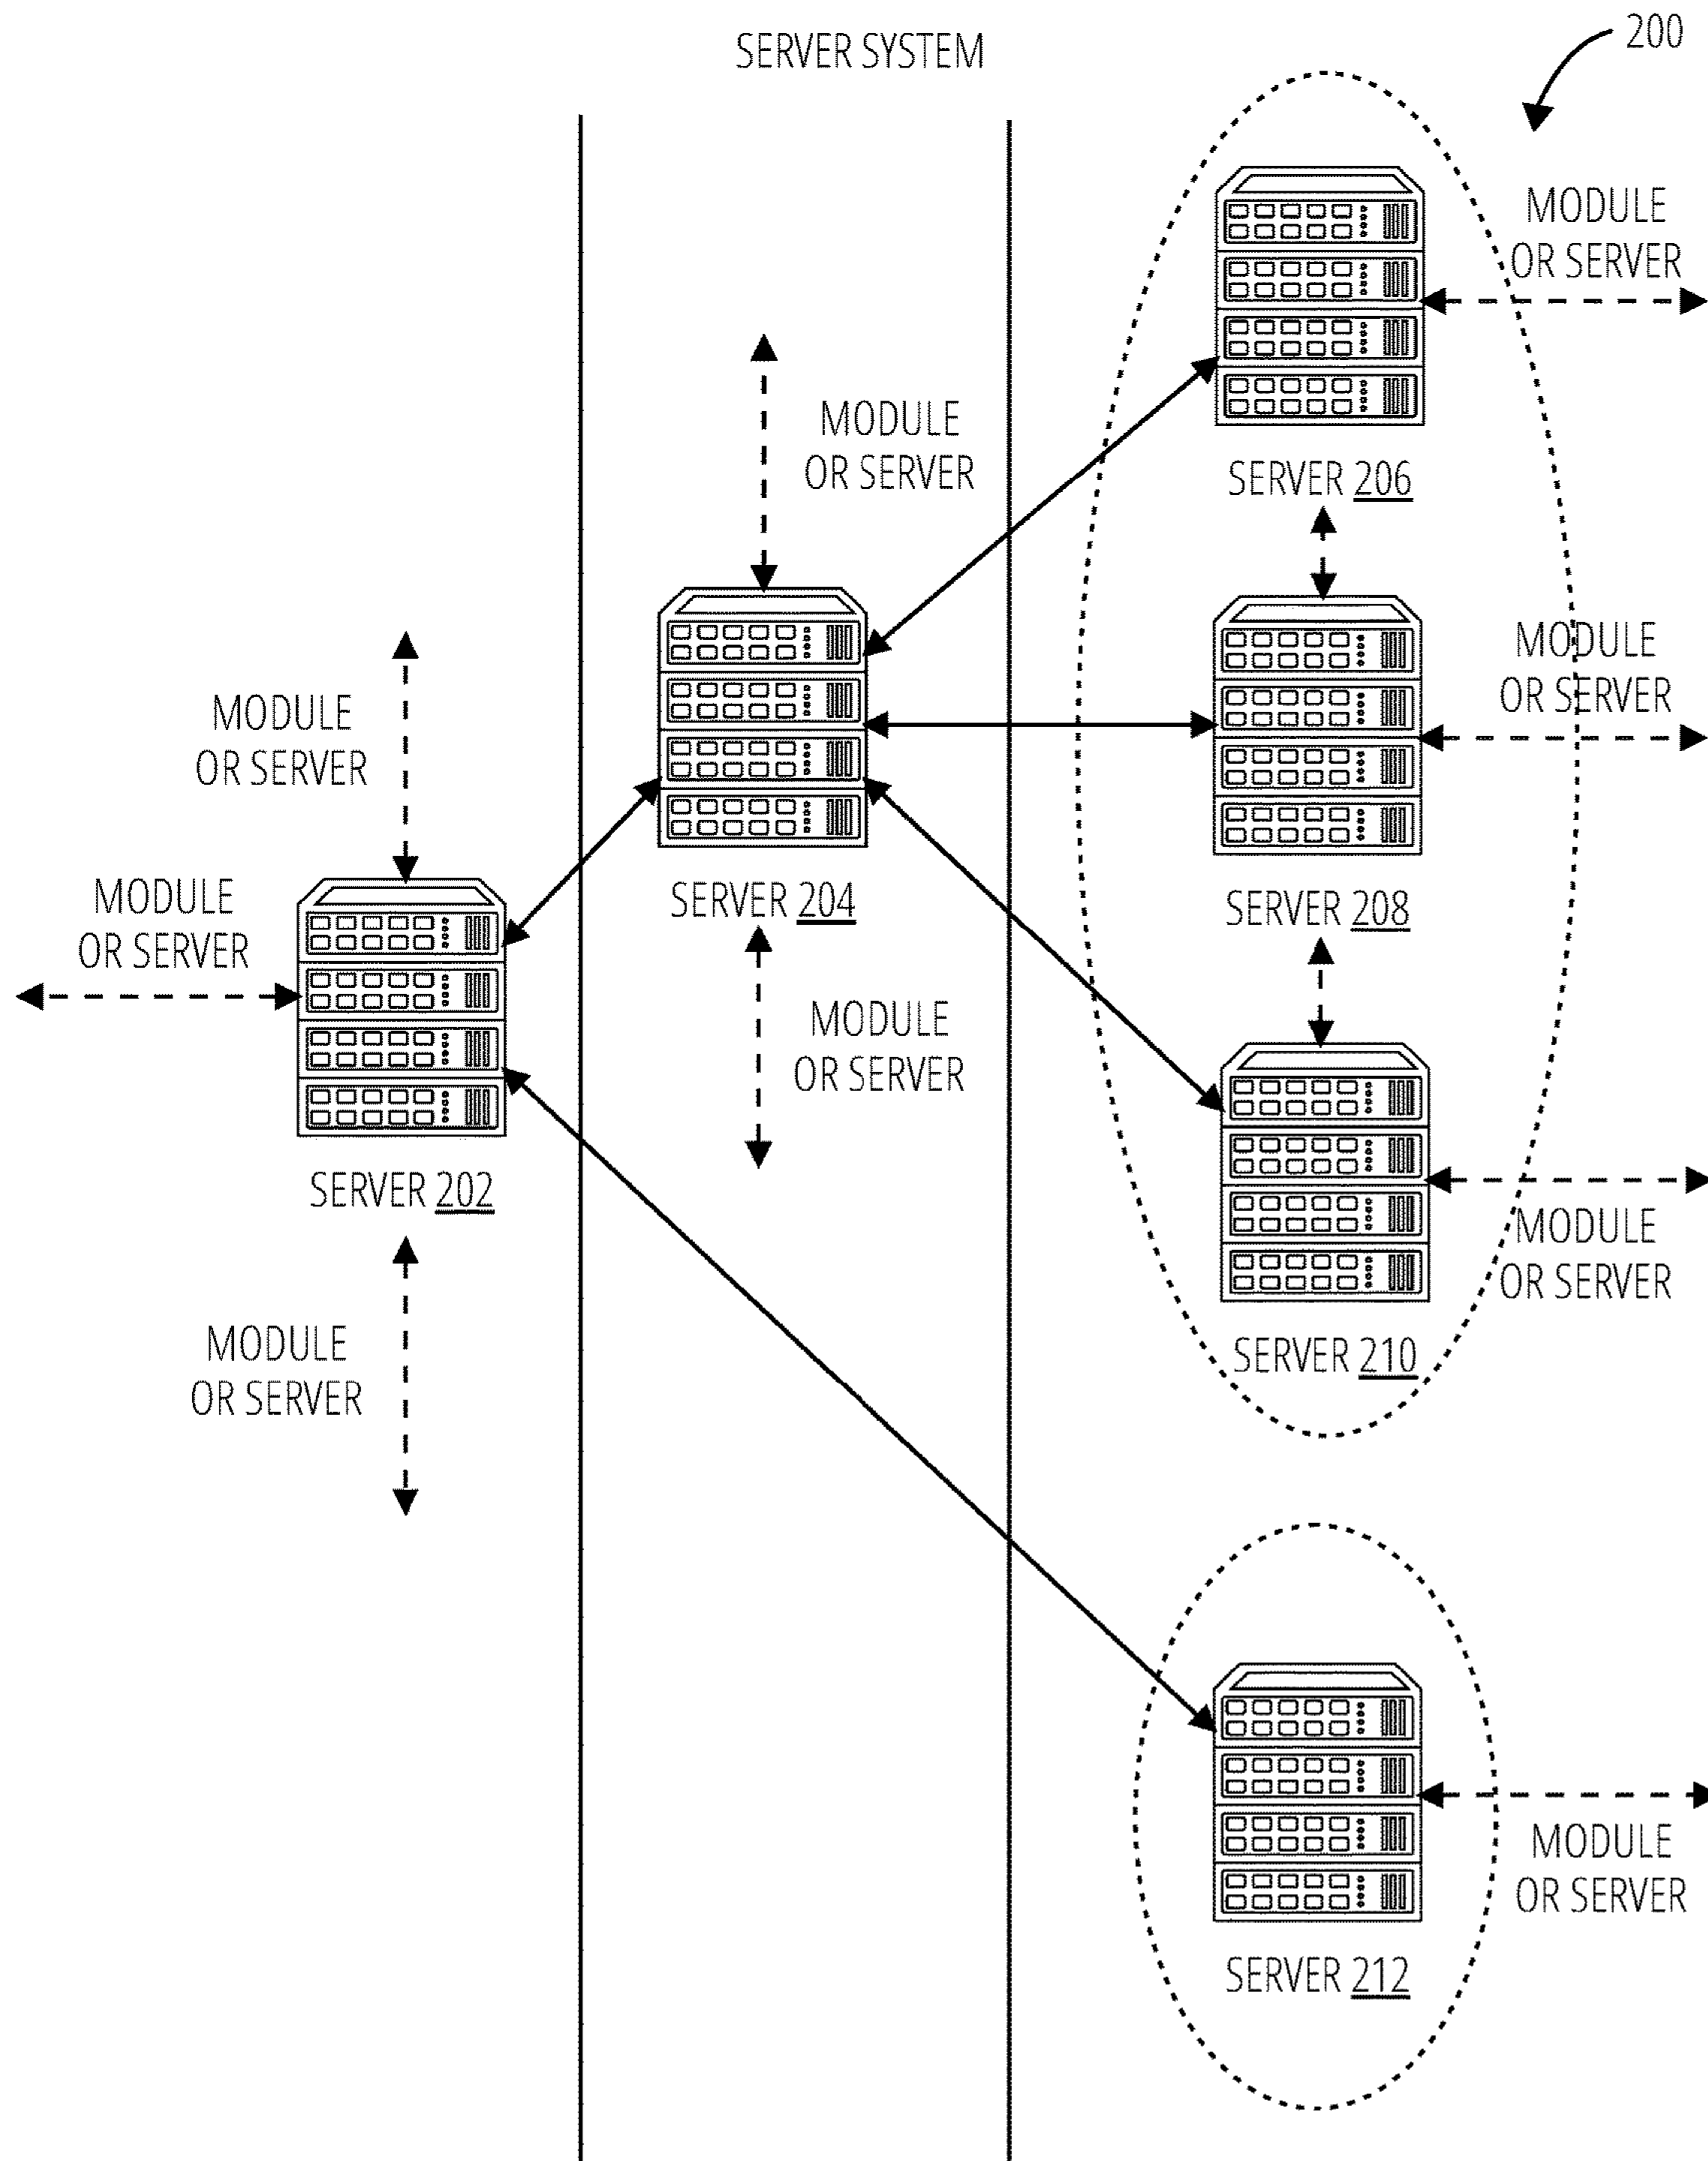 200
SERVER SYSTEM
MODULE
OR SERVER
SERVER 206
MODULE
OR SERVER
MODULE
OR SERVER
SERVER 208
MODULE
OR SERVER
SERVER 204
MODULE
OR SERVER
MODULE
OR SERVER
MODULE
OR SERVER
SERVER 202
MODULE
OR SERVER
MODULE
OR SERVER
SERVER 210
MODULE
OR SERVER
SERVER 212